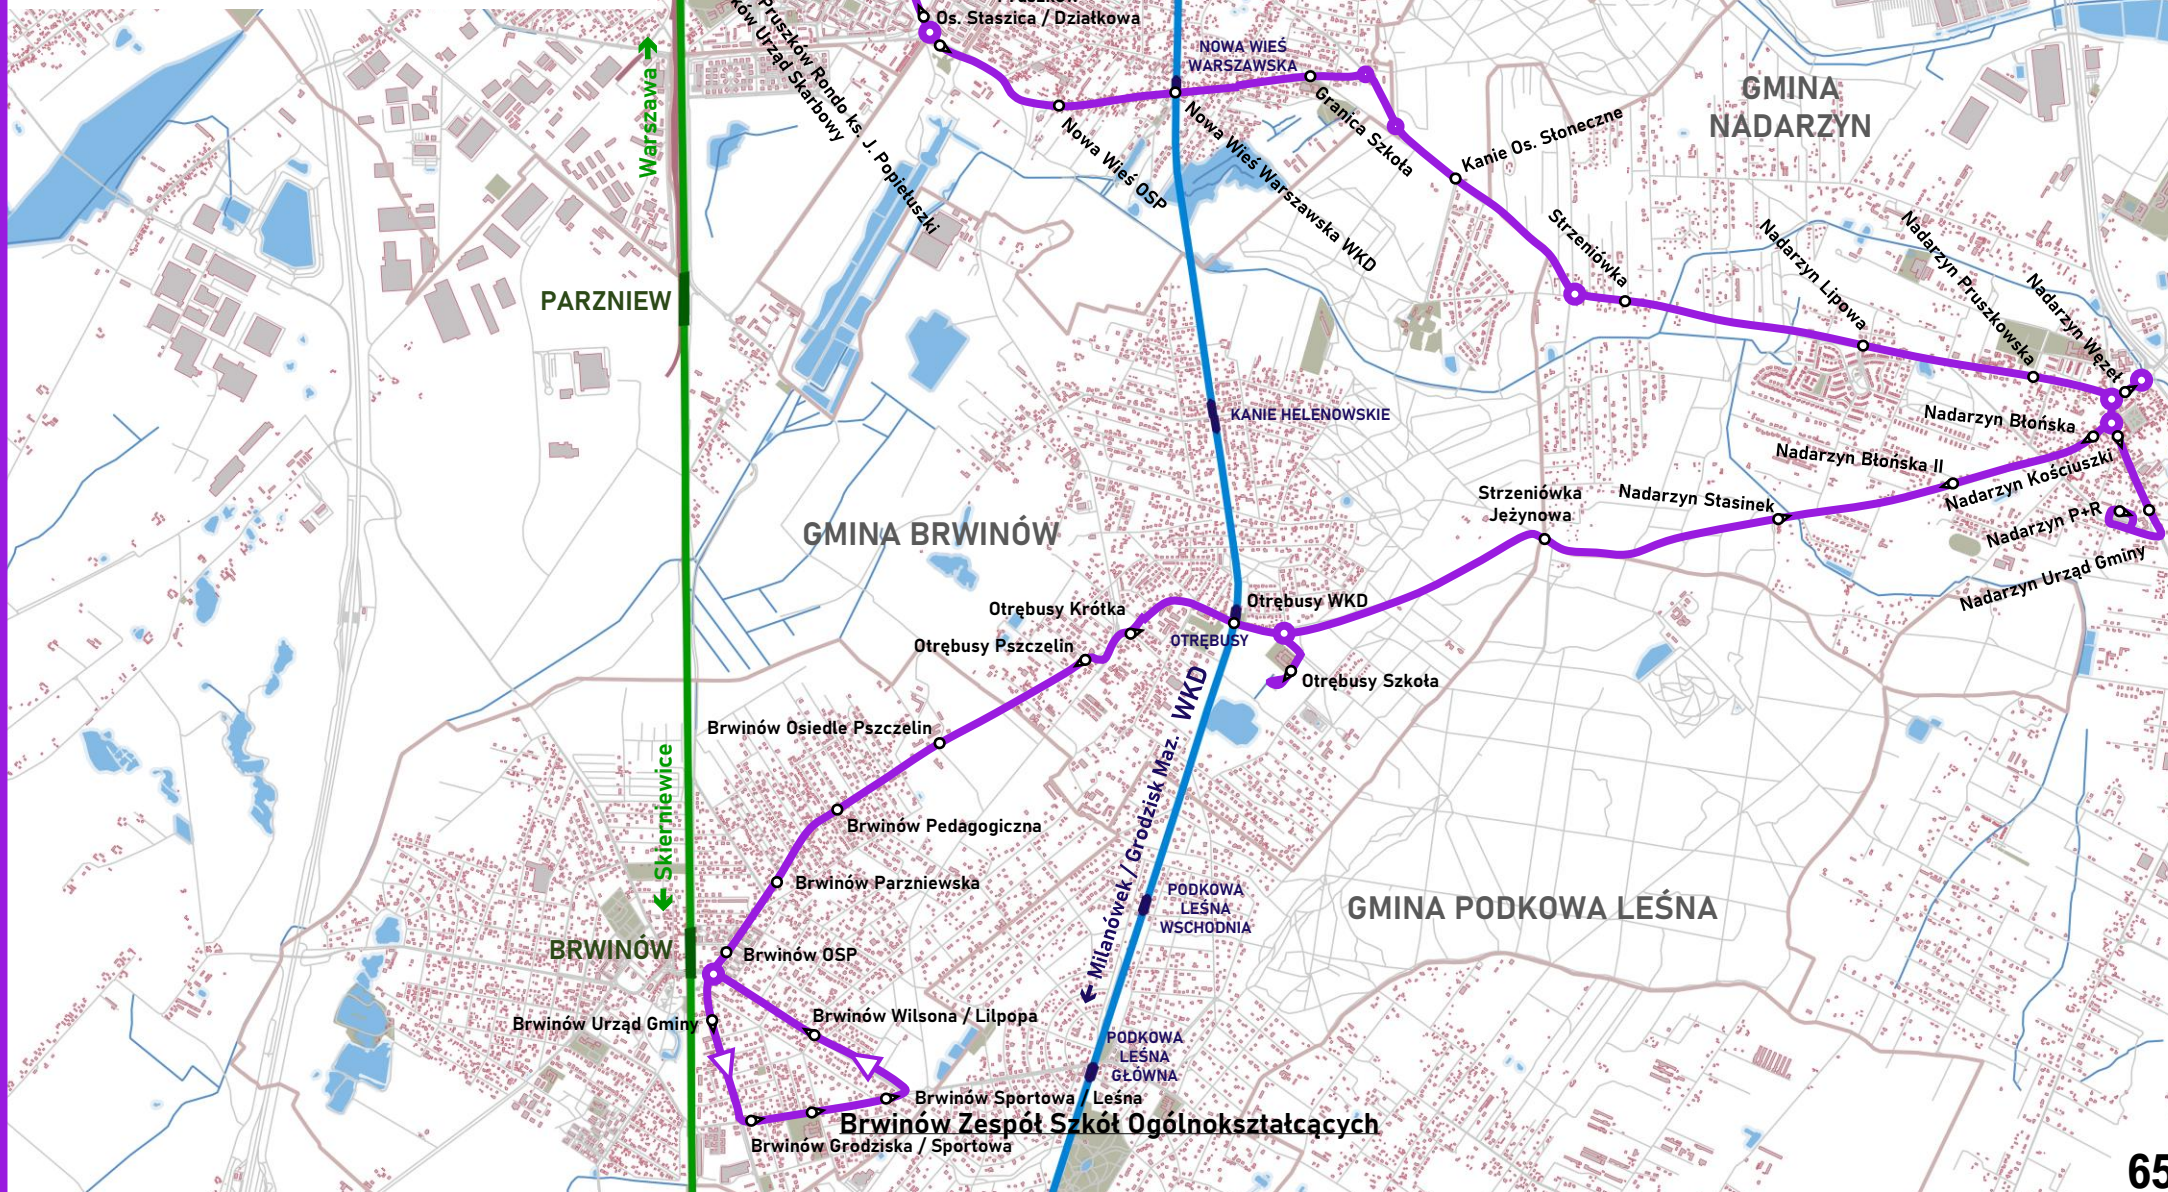 Os. Staszica / Działkowa
Pruszków Rondo ks. J. Popiełuszki
Urząd Skarbowy
Warszawa
NOWA WIEŚ
WARSZAWSKA
GMINA
NADARZYN
Nowa Wieś OSP
Nowa Wieś Warszawska WKD
Granica Szkoła
Kanie Os. Słoneczne
Strzeniówka
Nadarzyn Lipowa
Nadarzyn Pruszkowska
Nadarzyn Węzeł
PARZNIEW
KANIE HELENOWSKIE
Nadarzyn Błońska
Nadarzyn Błońska II
Nadarzyn Kościuszki
Strzeniówka
Jeżynowa
Nadarzyn Stasinek
Nadarzyn P+R
Nadarzyn Urząd Gminy
GMINA BRWINÓW
Otrębusy Krótka
Otrębusy WKD
OTRĘBUSY
Otrębusy Pszczelin
Otrębusy Szkoła
Brwinów Osiedle Pszczelin
Milanówek / Grodzisk Maz. WKD
Skierniewice
Brwinów Pedagogiczna
Brwinów Parzniewska
PODKOWA
LEŚNA
WSCHODNIA
GMINA PODKOWA LEŚNA
BRWINÓW
Brwinów OSP
Brwinów Urząd Gminy
Brwinów Wilsona / Lilpopa
PODKOWA
LEŚNA
GŁÓWNA
Brwinów Sportowa / Leśna
Brwinów Zespół Szkół Ogólnokształcących
Brwinów Grodziska / Sportowa
65